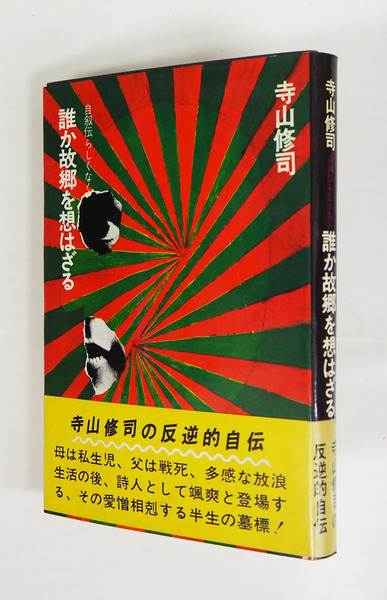 寺山修司
自叙伝らしくなく
誰か故郷を想はざる
寺山修司の反逆的自伝
母は私生児、父は戦死、多感な放浪
生活の後、詩人として颯爽と登場す
る、その愛憎相剋する半生の墓標!
寺山修司
誰か故郷を想はざる
寺山修司の
反逆的自伝